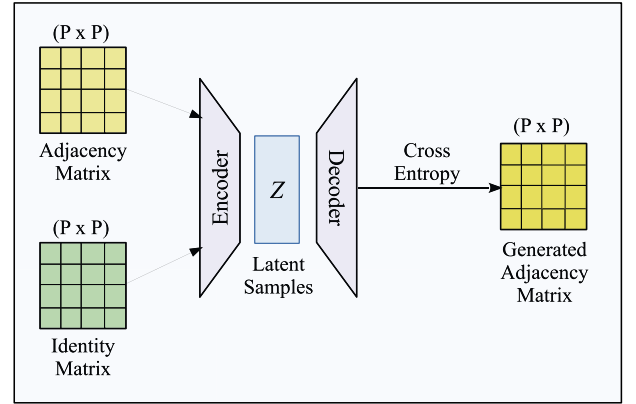 (P x P)
Adjacency
Matrix
(P x P)
Identity
Matrix
Encoder
Z
Latent
Samples
Decoder
Cross
Entropy
(P x P)
Generated
Adjacency
Matrix